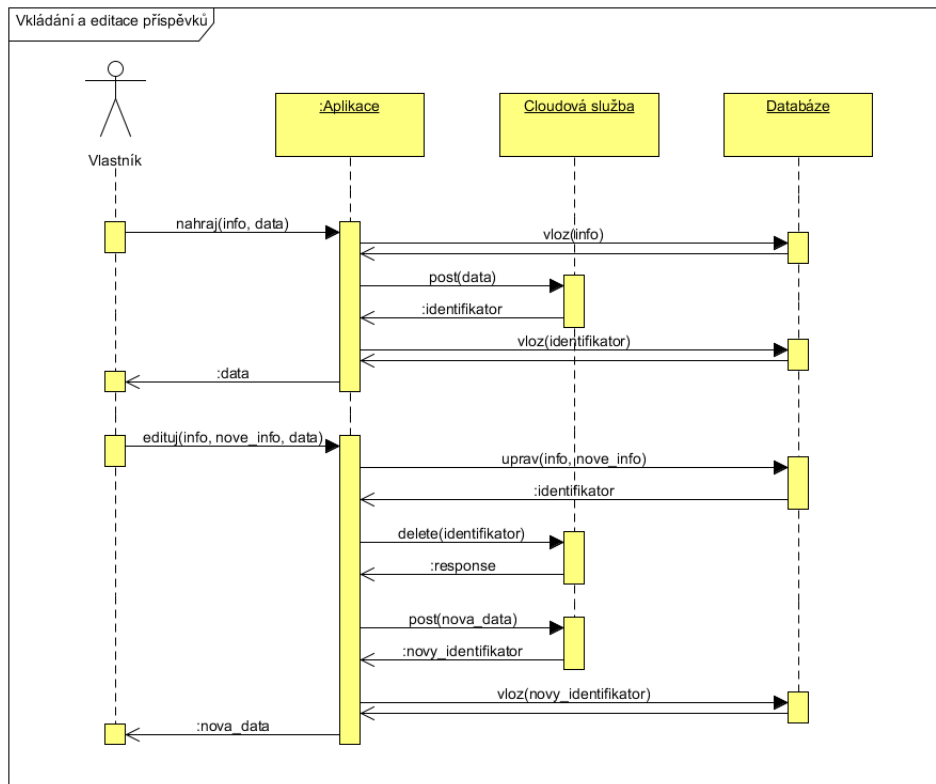 Vkládání a editace příspěvků
:Aplikace
Cloudová služba
Databáze
Vlastník
nahraj(info, data)
vloz(info)
post(data)
:identifikator
vloz(identifikator)
:data
edituj(info, nove_info, data)
uprav(info, nove_info)
:identifikator
delete(identifikator)
:response
post(nova_data)
:novy_identifikator
vloz(novy_identifikator)
:nova_data